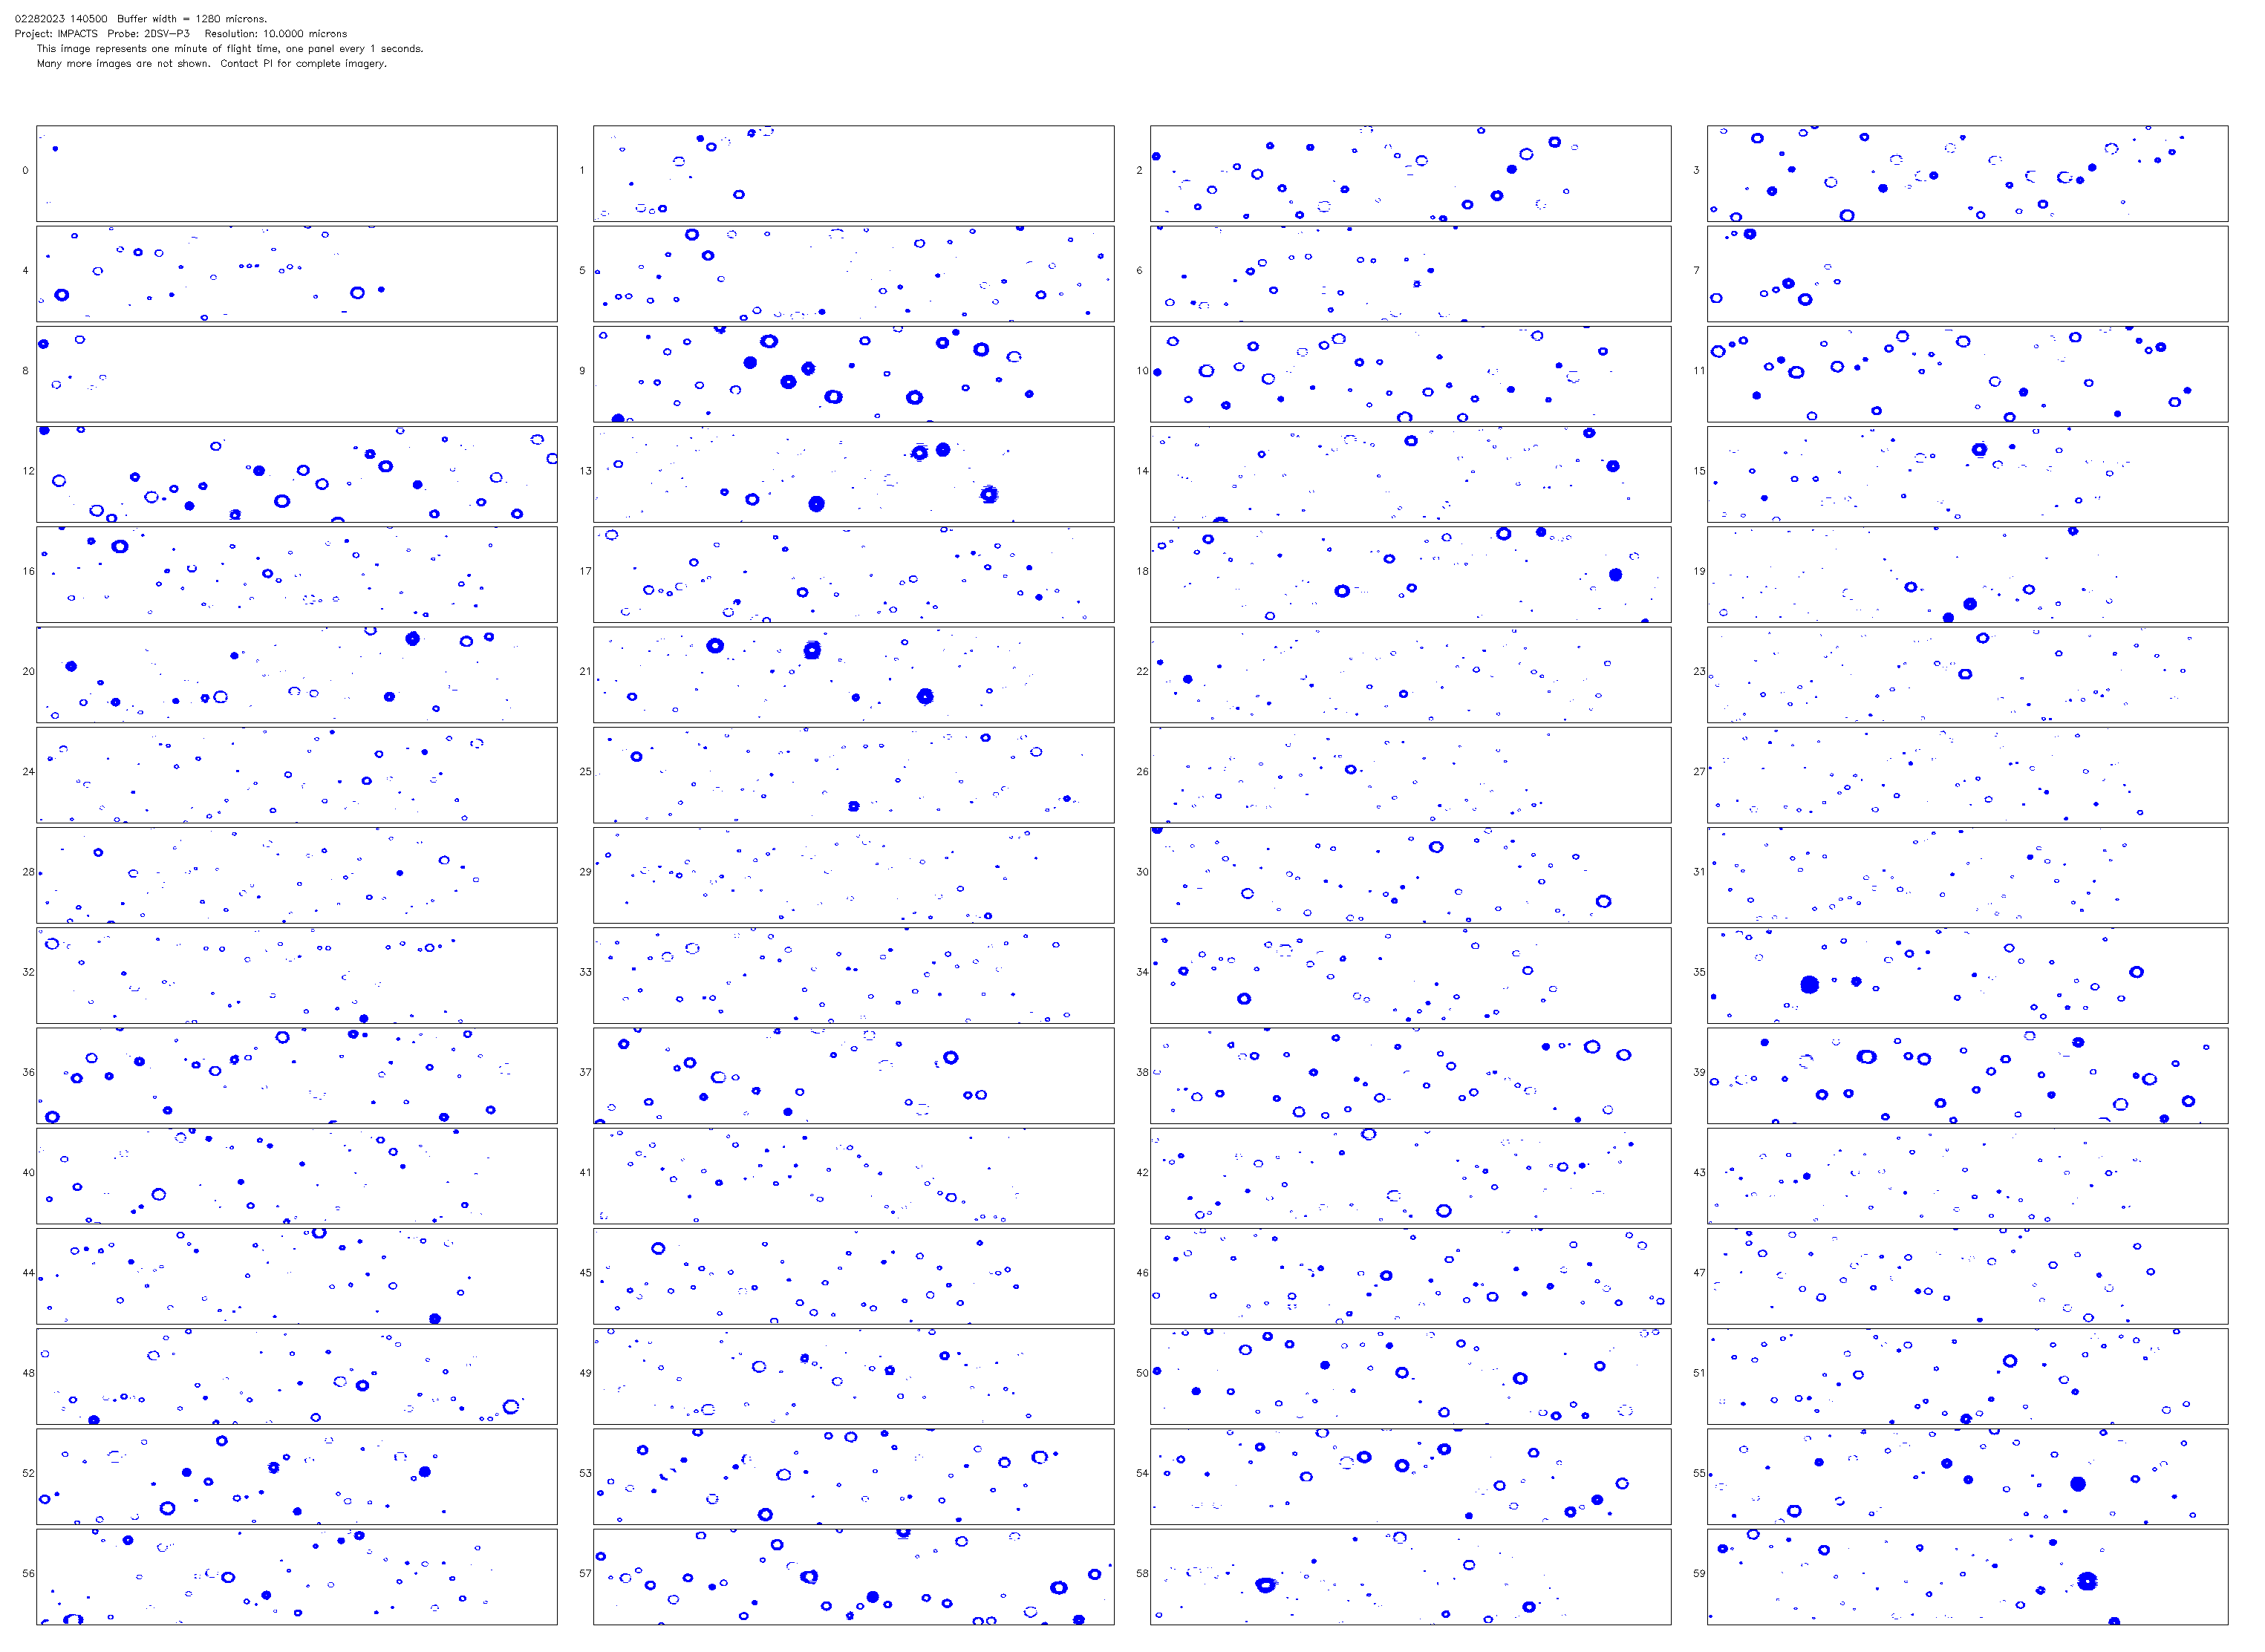 02282023 140500  Buffer width = 1280 microns.
Project: IMPACTS  Probe: 2DSV-P3    Resolution: 10.0000 microns
This image represents one minute of flight time, one panel every 1 seconds.
Many more images are not shown.  Contact PI for complete imagery.
0 1 2 3
4 5 6 7
8 9 10 11
12 13 14 15
16 17 18 19
20 21 22 23
24 25 26 27
28 29 30 31
32 33 34 35
36 37 38 39
40 41 42 43
44 45 46 47
48 49 50 51
52 53 54 55
56 57 58 59